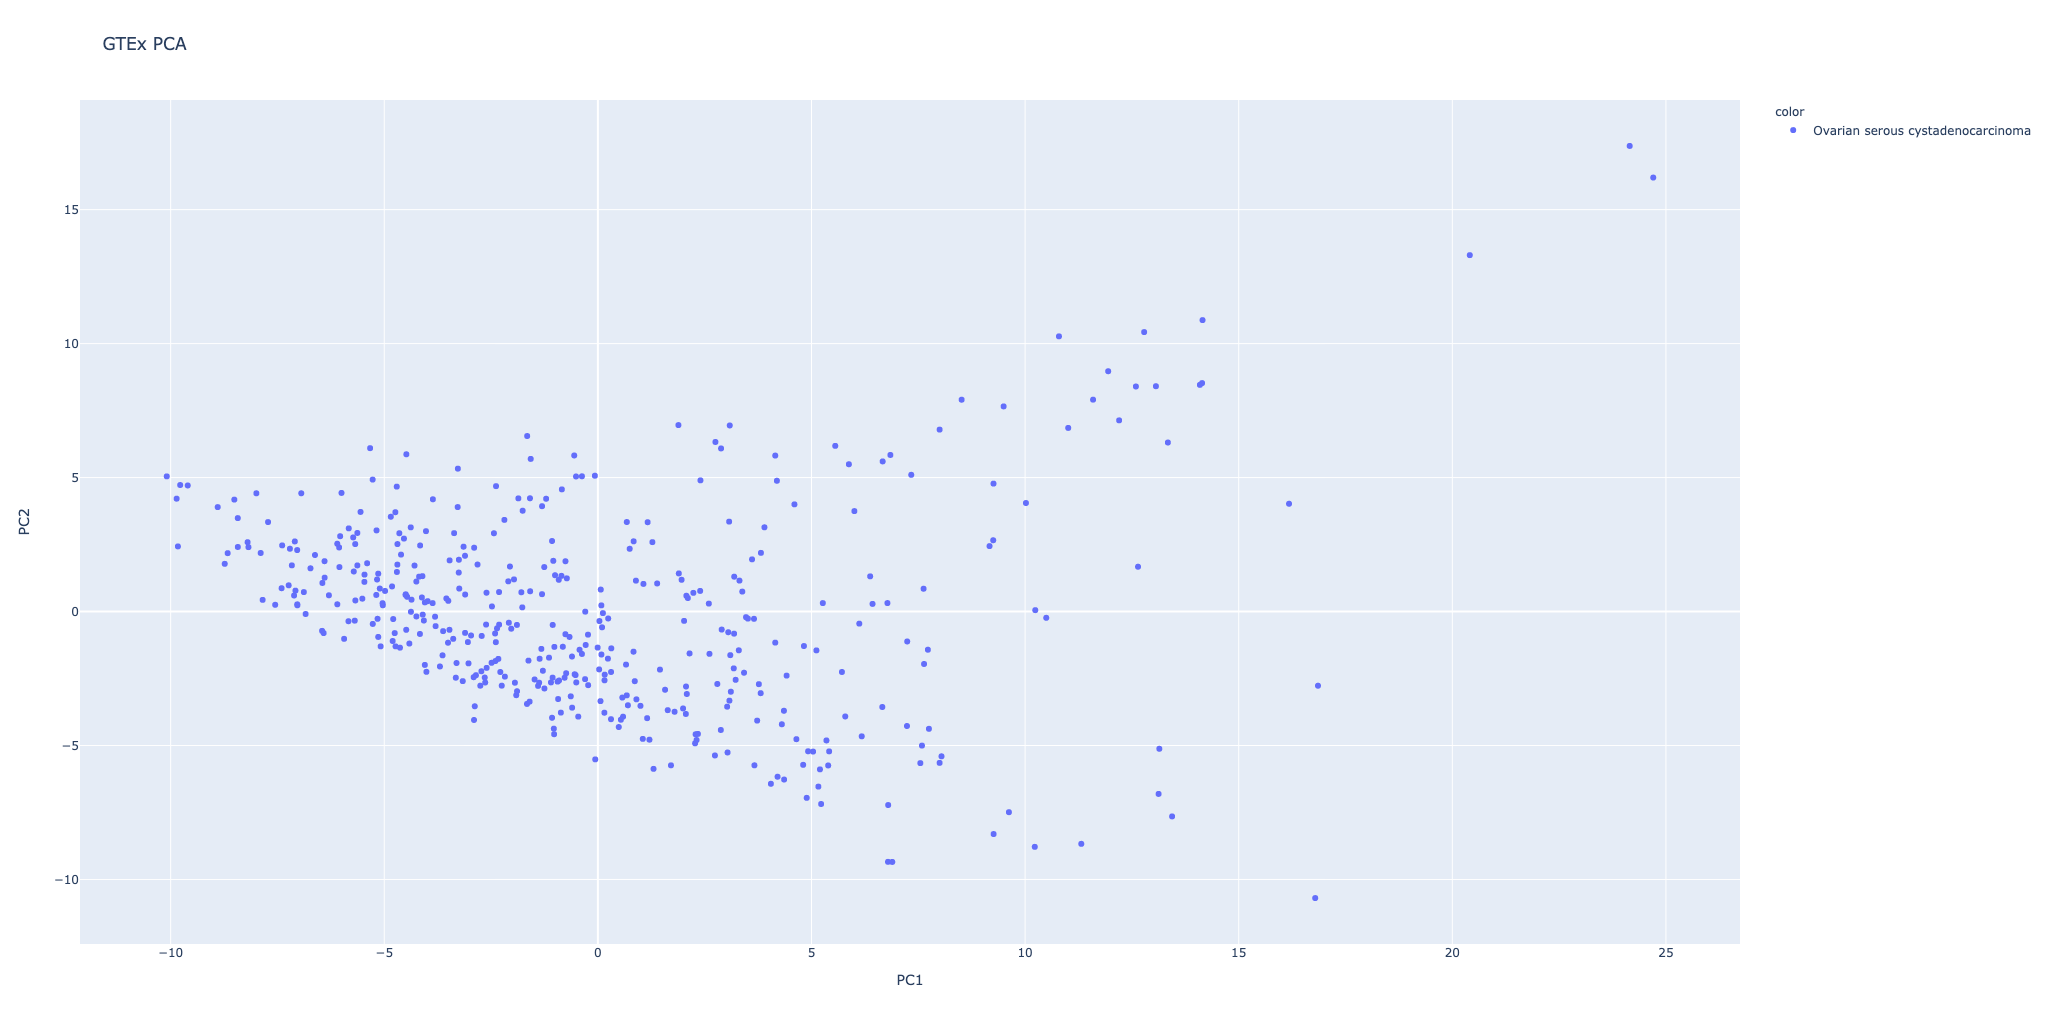 GTEx PCA
color
Ovarian serous cystadenocarcinoma
PC2
15
10
5
0
−5
−10
−10 −5 0 5 10 15 20 25
PC1